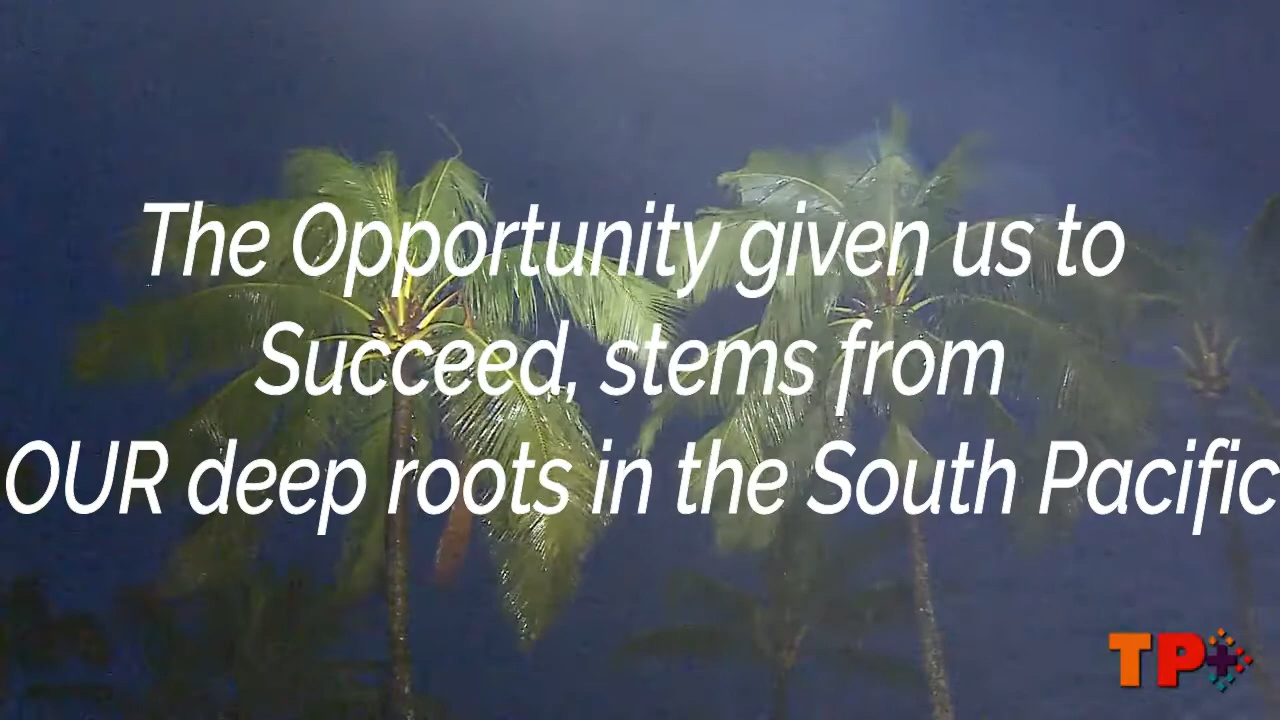 The Opportunity given us to
Succeed, stems from
OUR deep roots in the South Pacific
TP+